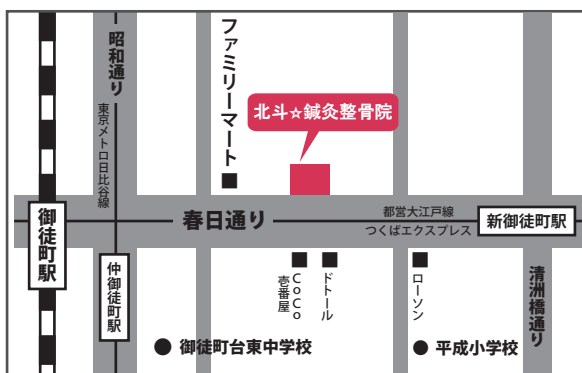 昭和通り
東京メトロ日比谷線
ファミリーマート
北斗☆鍼灸整骨院
御徒町駅
春日通り
都営大江戸線
つくばエクスプレス
新御徒町駅
仲御徒町駅
CoCo
壱番屋
ドトール
ローソン
清洲橋通り
御徒町台東中学校
平成小学校